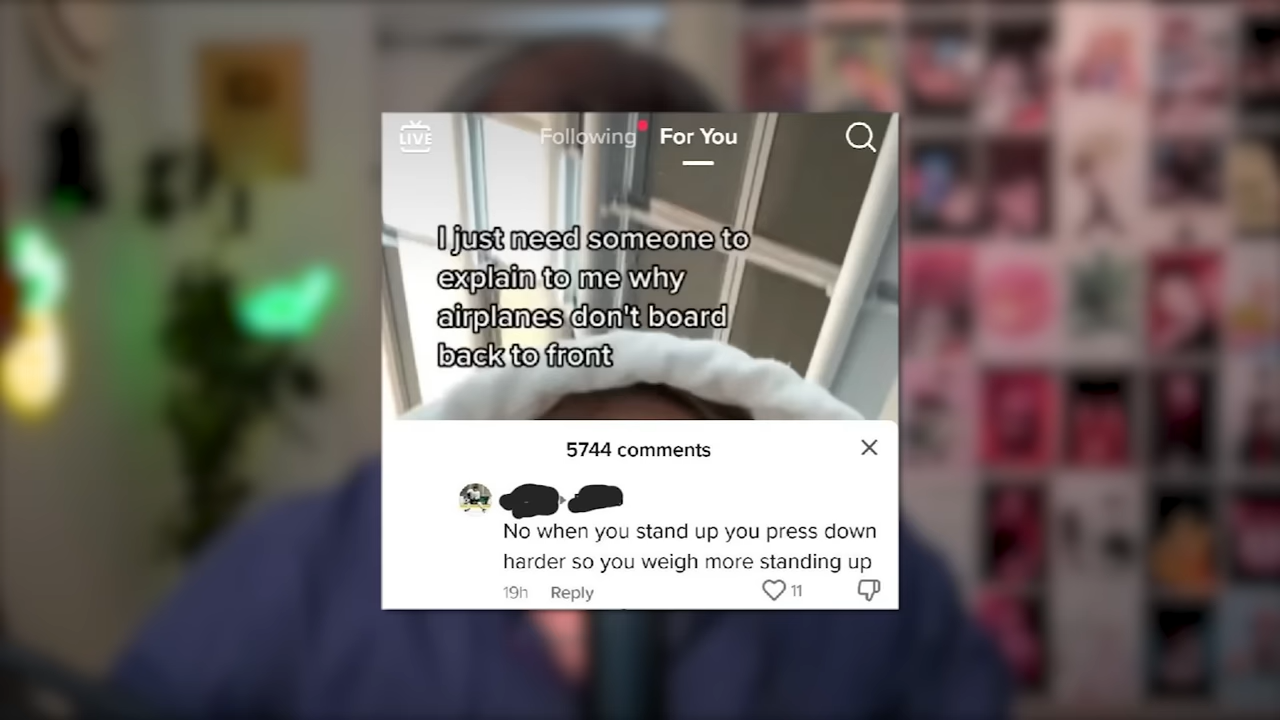 LIVE
Following For You
I just need someone to
explain to me why
airplanes don't board
back to front
5744 comments
No when you stand up you press down
harder so you weigh more standing up
19h Reply 11